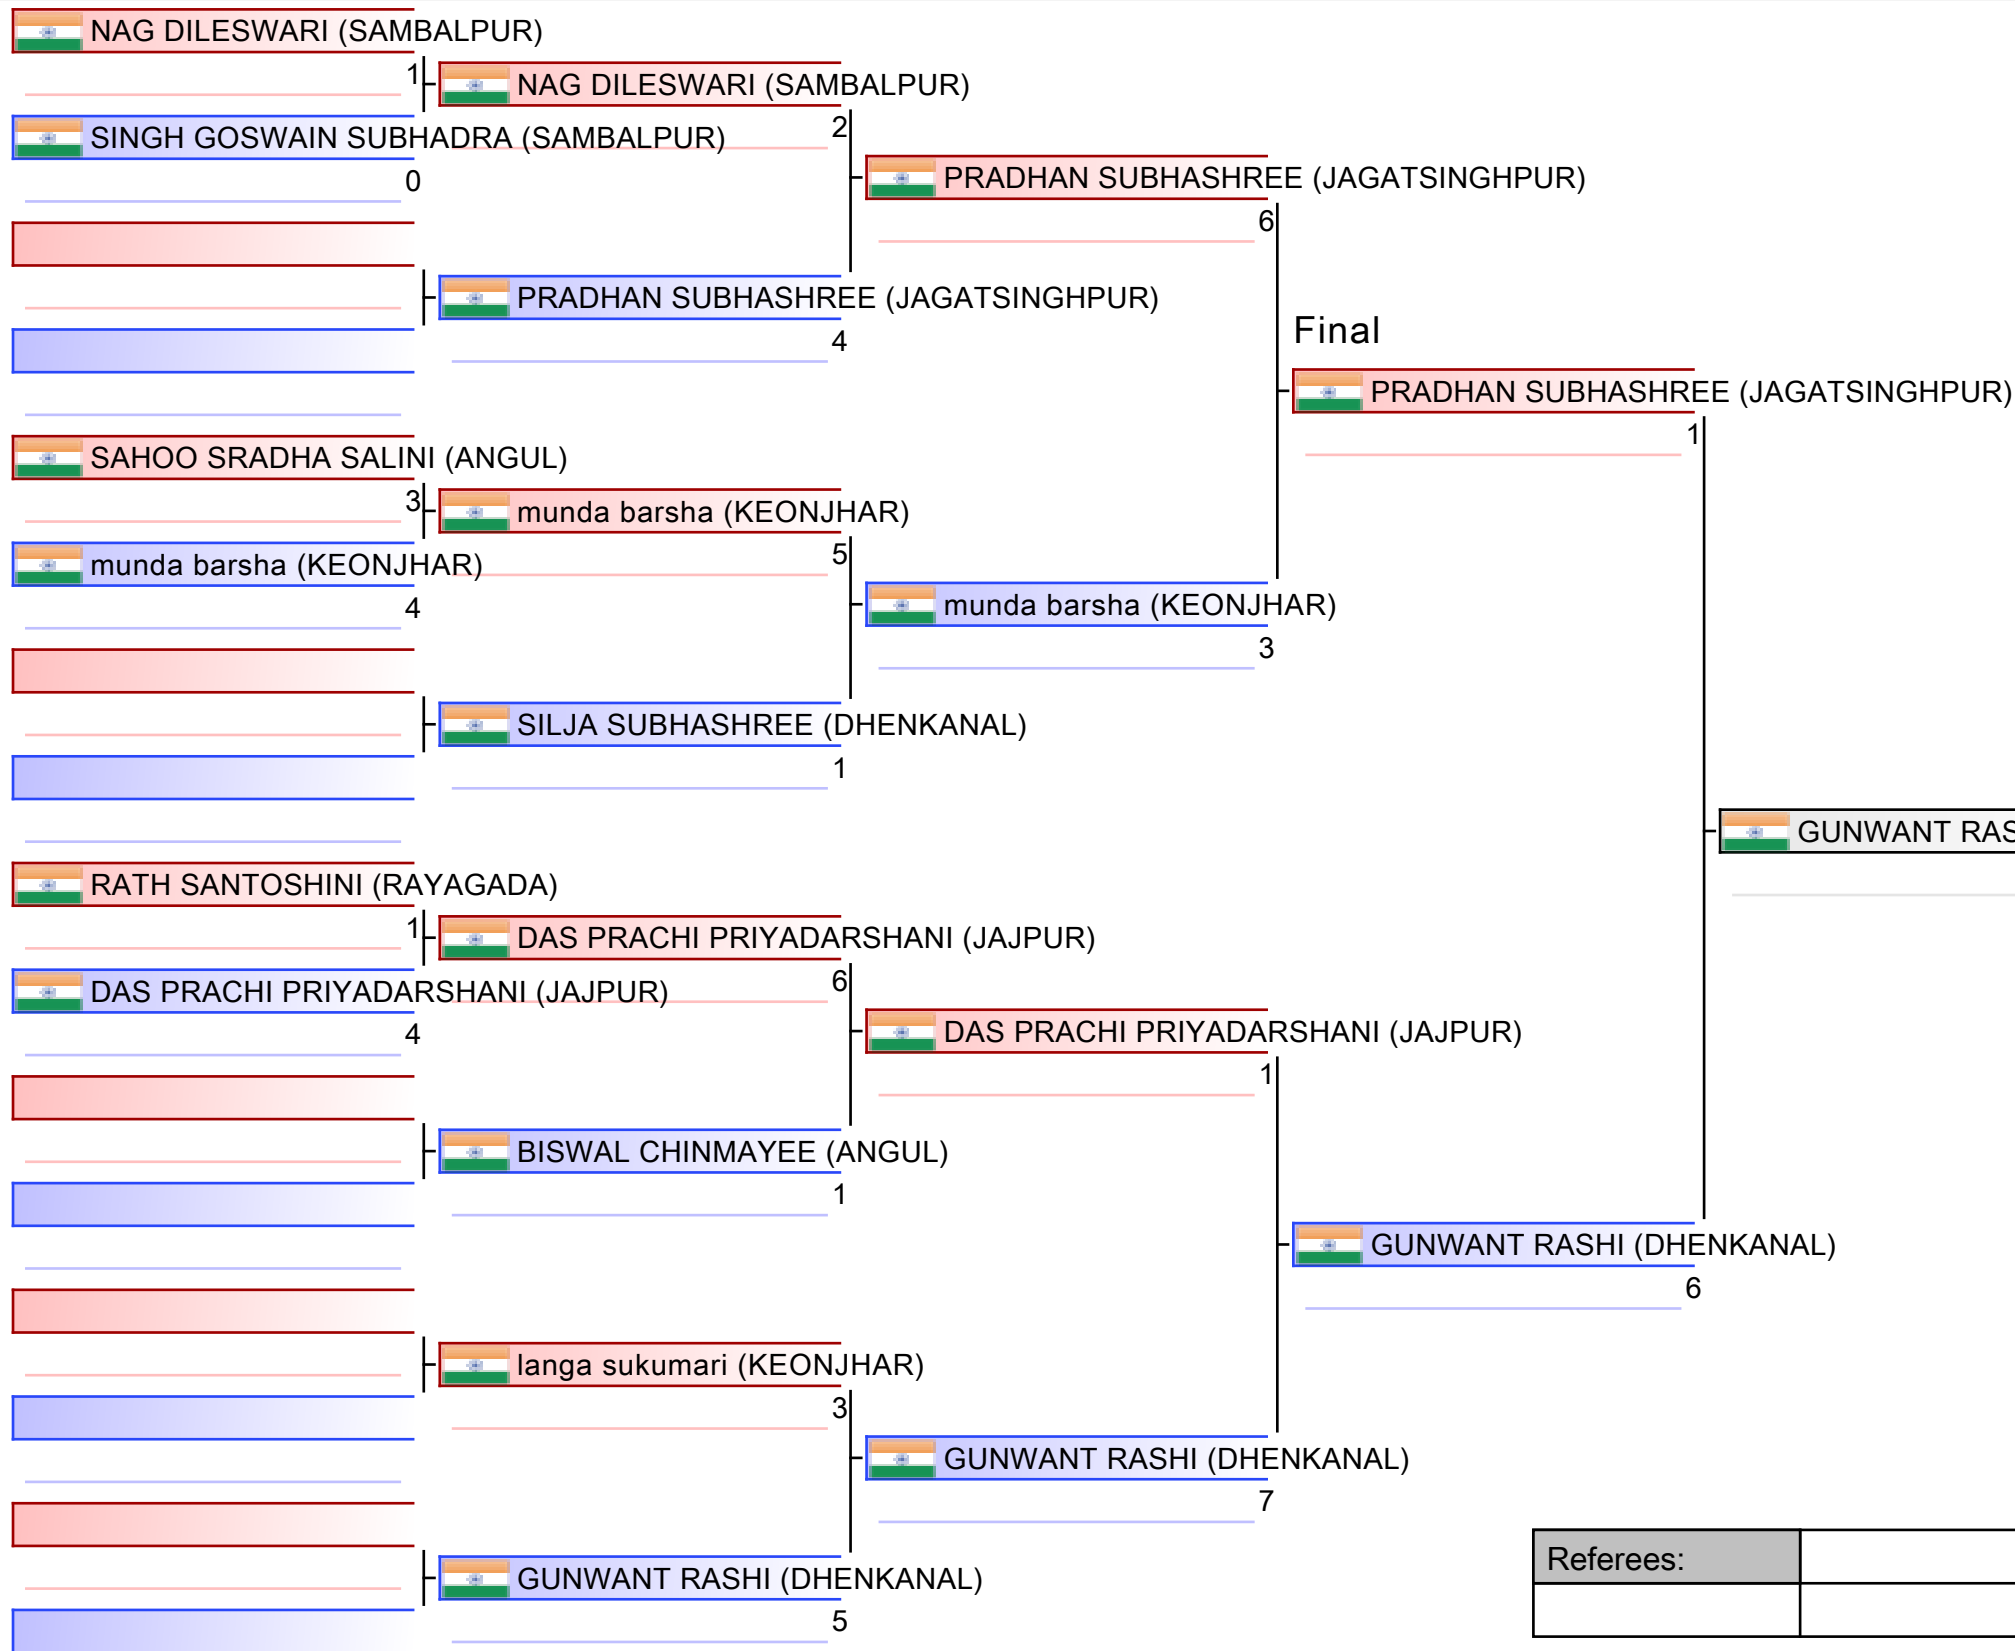 NAG DILESWARI (SAMBALPUR)
1
SINGH GOSWAIN SUBHADRA (SAMBALPUR)
0
SAHOO SRADHA SALINI (ANGUL)
3
munda barsha (KEONJHAR)
4
RATH SANTOSHINI (RAYAGADA)
1
DAS PRACHI PRIYADARSHANI (JAJPUR)
4
NAG DILESWARI (SAMBALPUR)
2
PRADHAN SUBHASHREE (JAGATSINGHPUR)
4
munda barsha (KEONJHAR)
5
SILJA SUBHASHREE (DHENKANAL)
1
DAS PRACHI PRIYADARSHANI (JAJPUR)
6
BISWAL CHINMAYEE (ANGUL)
1
langa sukumari (KEONJHAR)
3
GUNWANT RASHI (DHENKANAL)
5
PRADHAN SUBHASHREE (JAGATSINGHPUR)
6
munda barsha (KEONJHAR)
3
DAS PRACHI PRIYADARSHANI (JAJPUR)
1
GUNWANT RASHI (DHENKANAL)
7
Final
PRADHAN SUBHASHREE (JAGATSINGHPUR)
1
GUNWANT RASHI (DHENKANAL)
6
GUNWANT RAS
Referees: